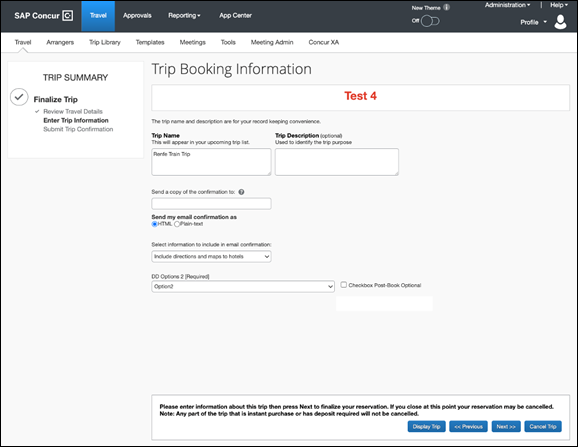 SAP Concur C Travel Approvals Reporting App Center New Theme Off Administration Help Profile
Travel Arrangers Trip Library Templates Meetings Tools Meeting Admin Concur XA
TRIP SUMMARY
Finalize Trip
Review Travel Details
Enter Trip Information
Submit Trip Confirmation
Trip Booking Information
Test 4
The trip name and description are for your record keeping convenience.
Trip Name Trip Description (optional)
This will appear in your upcoming trip list. Used to identify the trip purpose
Renfe Train Trip
Send a copy of the confirmation to: ?
Send my email confirmation as
HTML Plain-text
Select information to include in email confirmation:
Include directions and maps to hotels
DD Options 2 [Required]
Option2 Checkbox Post-Book Optional
Please enter information about this trip then press Next to finalize your reservation. If you close at this point your reservation may be cancelled.
Note: Any part of the trip that is instant purchase or has deposit required will not be cancelled.
Display Trip << Previous Next >> Cancel Trip